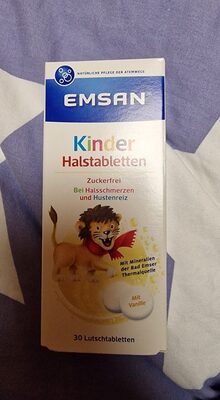 NATÜRLICHE PFLEGE DER ATEMWEGE
EMSAN®
Kinder
Halstabletten
Zuckerfrei
Bei Halsschmerzen
und Hustenreiz
Mit Mineralien
der Bad Emser
Thermalquelle
Mit
Vanille
30 Lutschtabletten